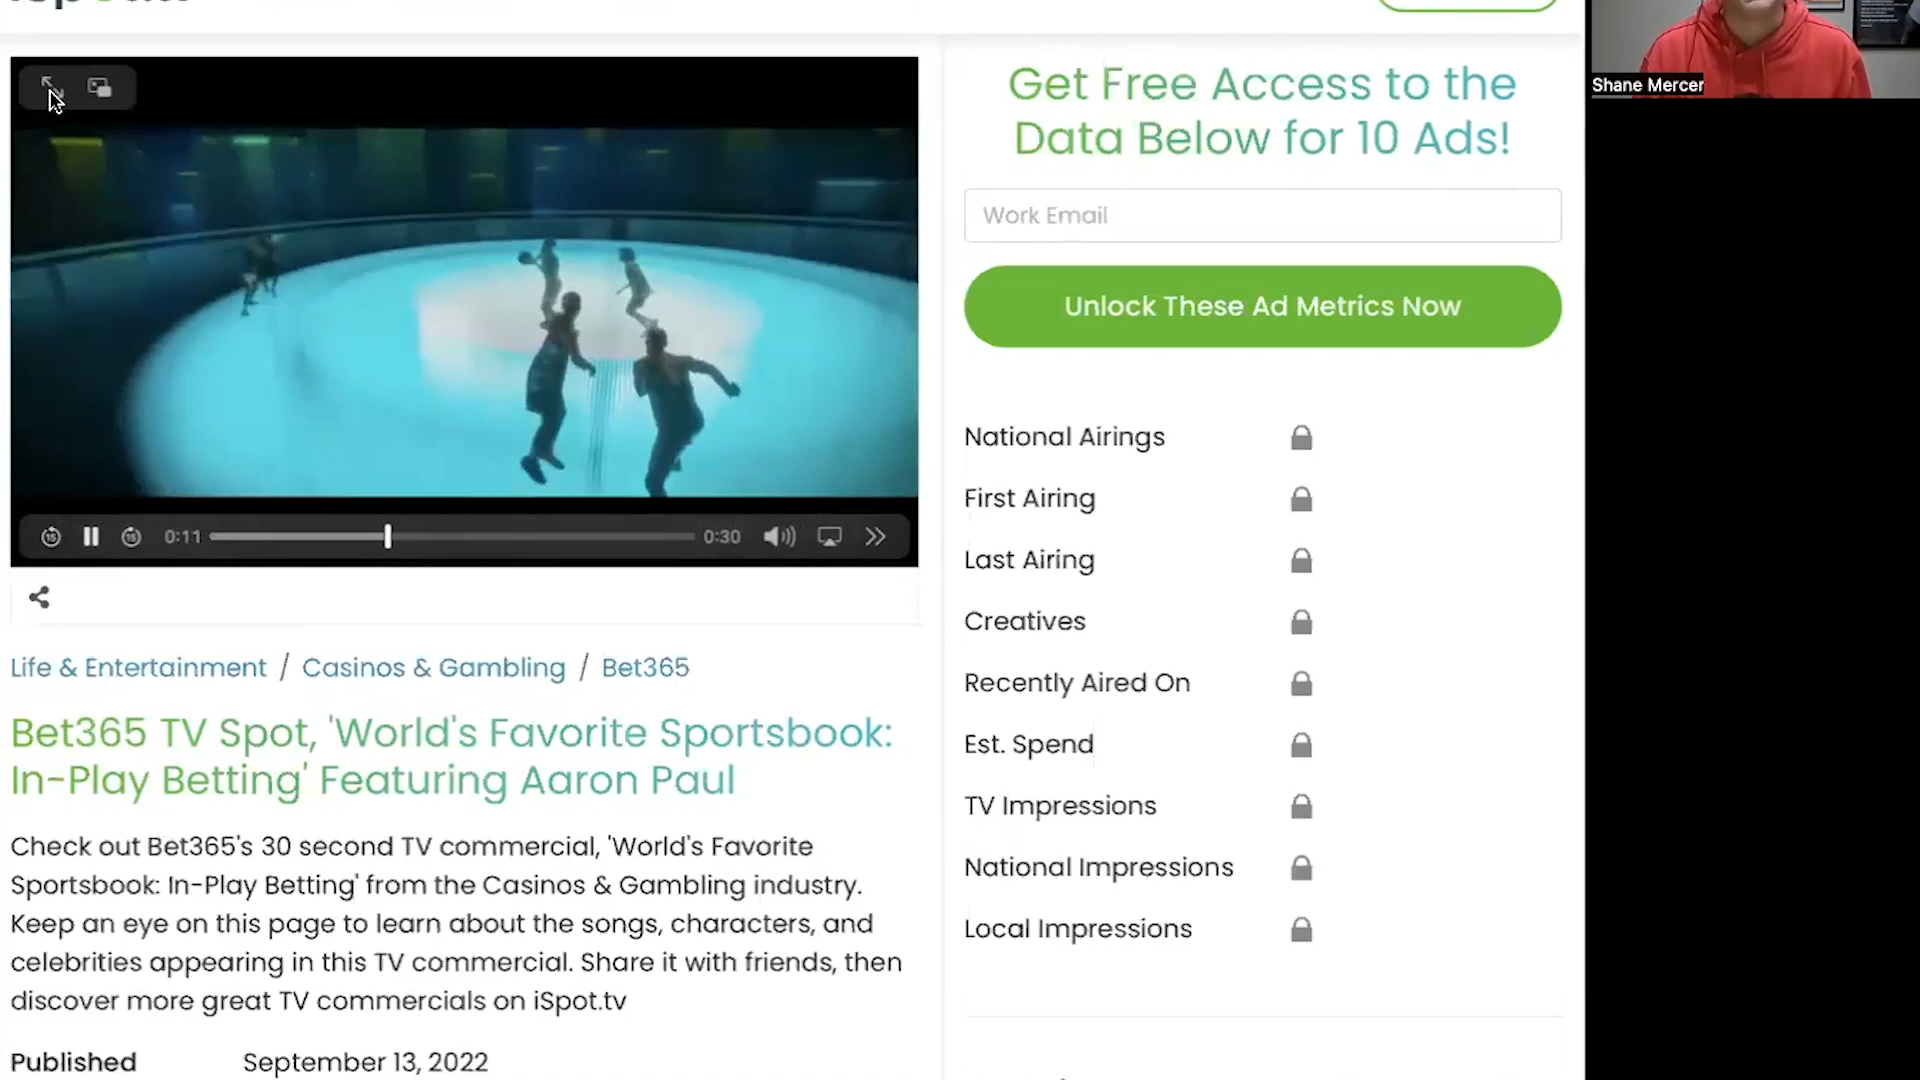 Get Free Access to the
Data Below for 10 Ads!
Work Email
Unlock These Ad Metrics Now
National Airings
First Airing
Last Airing
Creatives
Recently Aired On
Est. Spend
TV Impressions
National Impressions
Local Impressions
Shane Mercer
15
15
0:11
0:30
Life & Entertainment / Casinos & Gambling / Bet365
Bet365 TV Spot, 'World's Favorite Sportsbook:
In-Play Betting' Featuring Aaron Paul
Check out Bet365's 30 second TV commercial, 'World's Favorite
Sportsbook: In-Play Betting' from the Casinos & Gambling industry.
Keep an eye on this page to learn about the songs, characters, and
celebrities appearing in this TV commercial. Share it with friends, then
discover more great TV commercials on iSpot.tv
Published September 13, 2022